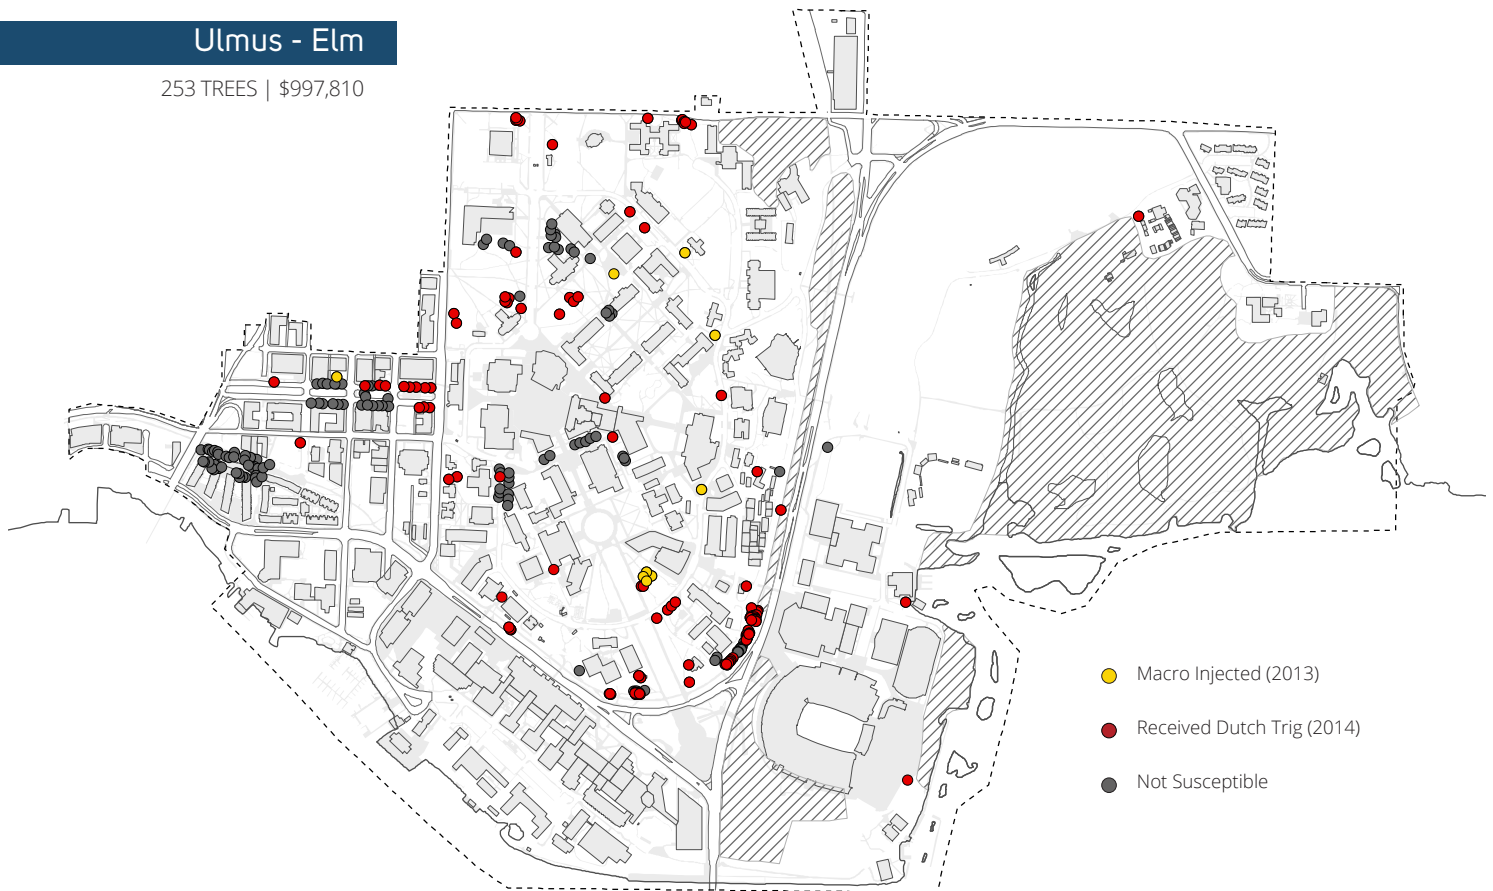 Ulmus - Elm
253 TREES | $997,810
Macro Injected (2013)
Received Dutch Trig (2014)
Not Susceptible